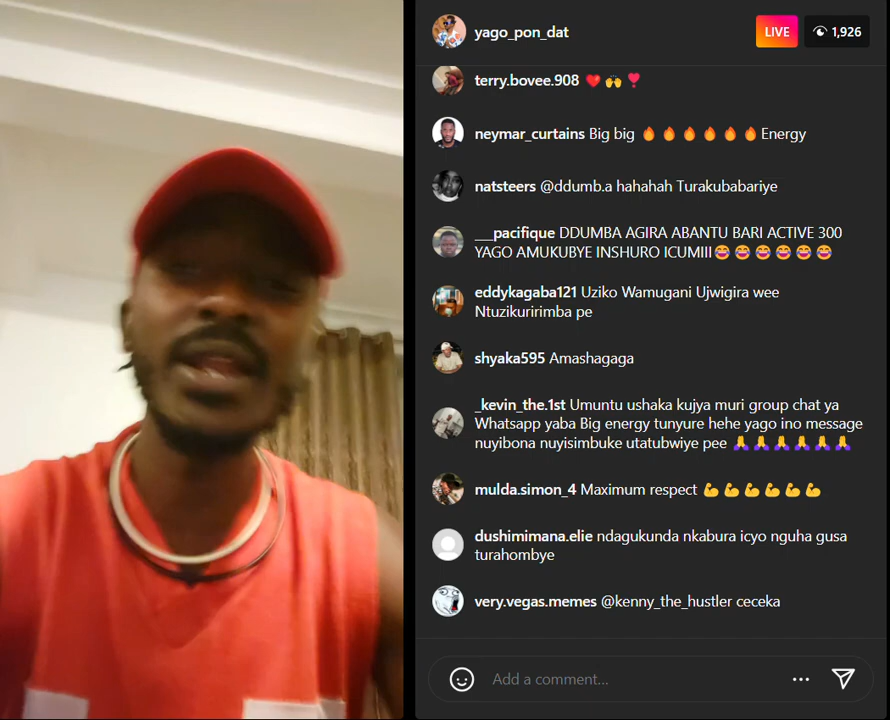 yago_pon_dat
LIVE
1,926
terry.bovee.908 ❤️ 🙌 ❣️
neymar_curtains Big big 🔥 🔥 🔥 🔥 🔥 🔥 Energy
natsteers @ddumb.a hahahah Turakubabariye
___pacifique DDUMBA AGIRA ABANTU BARI ACTIVE 300
YAGO AMUKUBYE INSHURO ICUMIII😂 😂 😂 😂 😂 😂
eddykagaba121 Uziko Wamugani Ujwigira wee
Ntuzikuririmba pe
shyaka595 Amashagaga
_kevin_the.1st Umuntu ushaka kujya muri group chat ya
Whatsapp yaba Big energy tunyure hehe yago ino message
nuyibona nuyisimbuke utatubwiye pee 🙏 🙏 🙏 🙏 🙏 🙏
mulda.simon_4 Maximum respect 💪 💪 💪 💪 💪 💪
dushimimana.elie ndagukunda nkabura icyo nguha gusa
turahombye
very.vegas.memes @kenny_the_hustler ceceka
Add a comment...